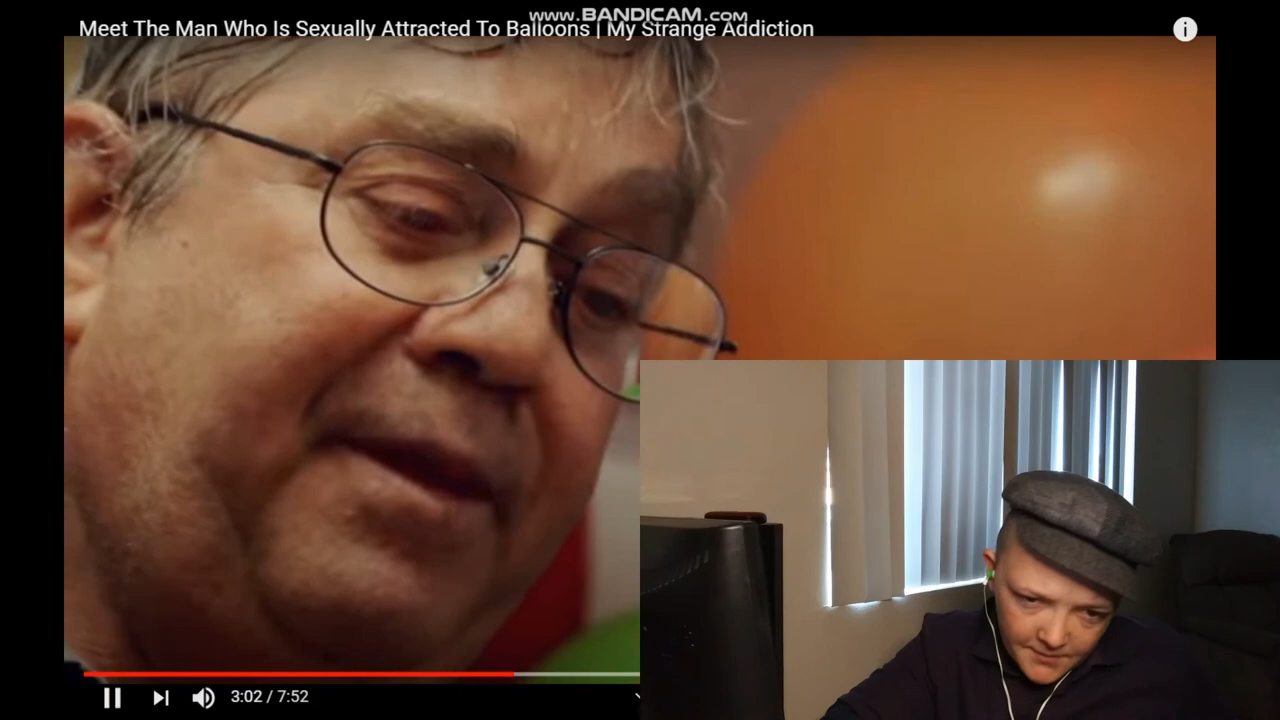 www.BANDICAM.com
Meet The Man Who Is Sexually Attracted To Balloons | My Strange Addiction
3:02 / 7:52